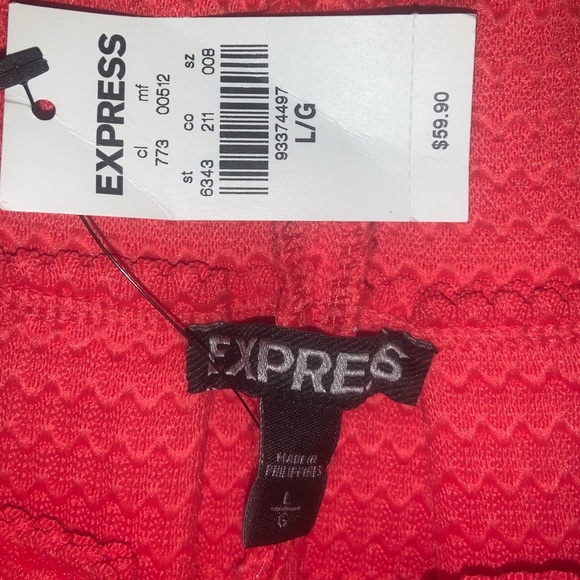 EXPRESS
cl mf
773 00512
st co sz
6343 211 008
93374497
L/G
$59.90
EXPRESS
MADE IN
PHILIPPINES
L
G